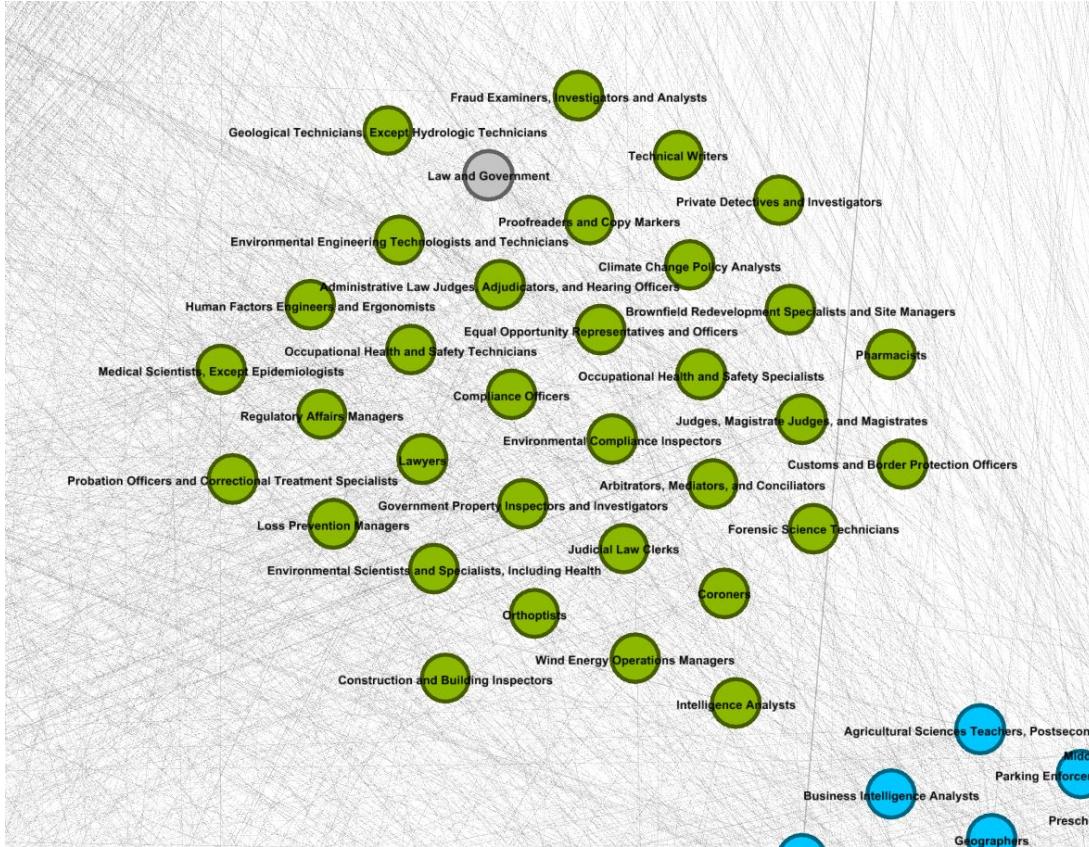 Fraud Examiners, Investigators and Analysts
Geological Technicians, Except Hydrologic Technicians
Technical Writers
Law and Government
Private Detectives and Investigators
Proofreaders and Copy Markers
Environmental Engineering Technologists and Technicians
Climate Change Policy Analysts
Administrative Law Judges, Adjudicators, and Hearing Officers
Human Factors Engineers and Ergonomists
Brownfield Redevelopment Specialists and Site Managers
Equal Opportunity Representatives and Officers
Occupational Health and Safety Technicians
Pharmacists
Medical Scientists, Except Epidemiologists
Occupational Health and Safety Specialists
Compliance Officers
Regulatory Affairs Managers
Judges, Magistrate Judges, and Magistrates
Environmental Compliance Inspectors
Lawyers
Customs and Border Protection Officers
Probation Officers and Correctional Treatment Specialists
Arbitrators, Mediators, and Conciliators
Government Property Inspectors and Investigators
Loss Prevention Managers
Forensic Science Technicians
Judicial Law Clerks
Environmental Scientists and Specialists, Including Health
Coroners
Orthoptists
Wind Energy Operations Managers
Construction and Building Inspectors
Intelligence Analysts
Agricultural Sciences Teachers, Postsecon
Midd
Parking Enforce
Business Intelligence Analysts
Presch
Geographers